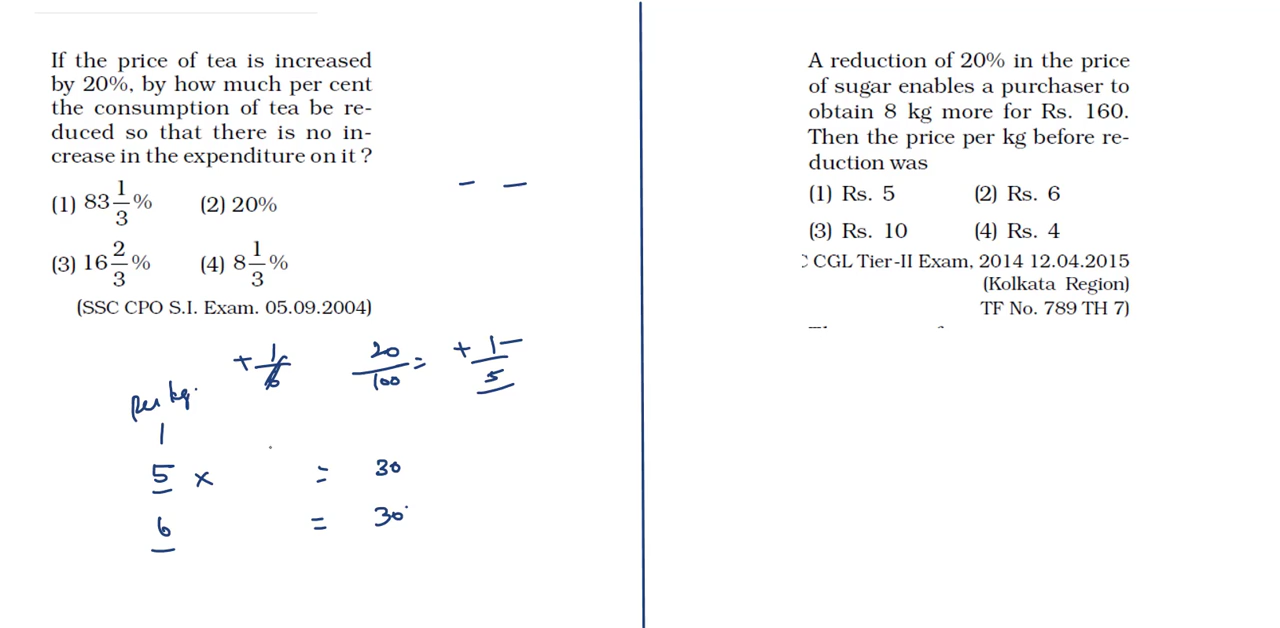 If the price of tea is increased
by 20%, by how much per cent
the consumption of tea be re-
duced so that there is no in-
crease in the expenditure on it ?
(1) 83 1/3 % (2) 20%
(3) 16 2/3 % (4) 8 1/3 %
(SSC CPO S.I. Exam. 05.09.2004)
20/100 = + 1/5
per kg.
1
5 × = 30
6 = 30
A reduction of 20% in the price
of sugar enables a purchaser to
obtain 8 kg more for Rs. 160.
Then the price per kg before re-
duction was
(1) Rs. 5 (2) Rs. 6
(3) Rs. 10 (4) Rs. 4
CGL Tier-II Exam, 2014 12.04.2015
(Kolkata Region)
TF No. 789 TH 7)